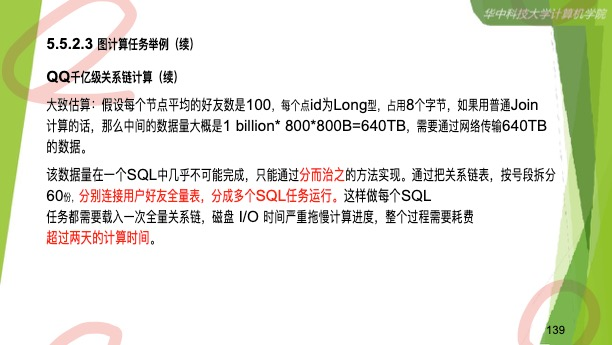 华中科技大学计算机学院
5.5.2.3 图计算任务举例（续）
QQ千亿级关系链计算（续）
大致估算：假设每个节点平均的好友数是100，每个点id为Long型，占用8个字节，如果用普通Join
计算的话，那么中间的数据量大概是1 billion* 800*800B=640TB，需要通过网络传输640TB
的数据。
该数据量在一个SQL中几乎不可能完成，只能通过分而治之的方法实现。通过把关系链表，按号段拆分
60份，分别连接用户好友全量表，分成多个SQL任务运行。这样做每个SQL
任务都需要载入一次全量关系链，磁盘 I/O 时间严重拖慢计算进度，整个过程需要耗费
超过两天的计算时间。
139